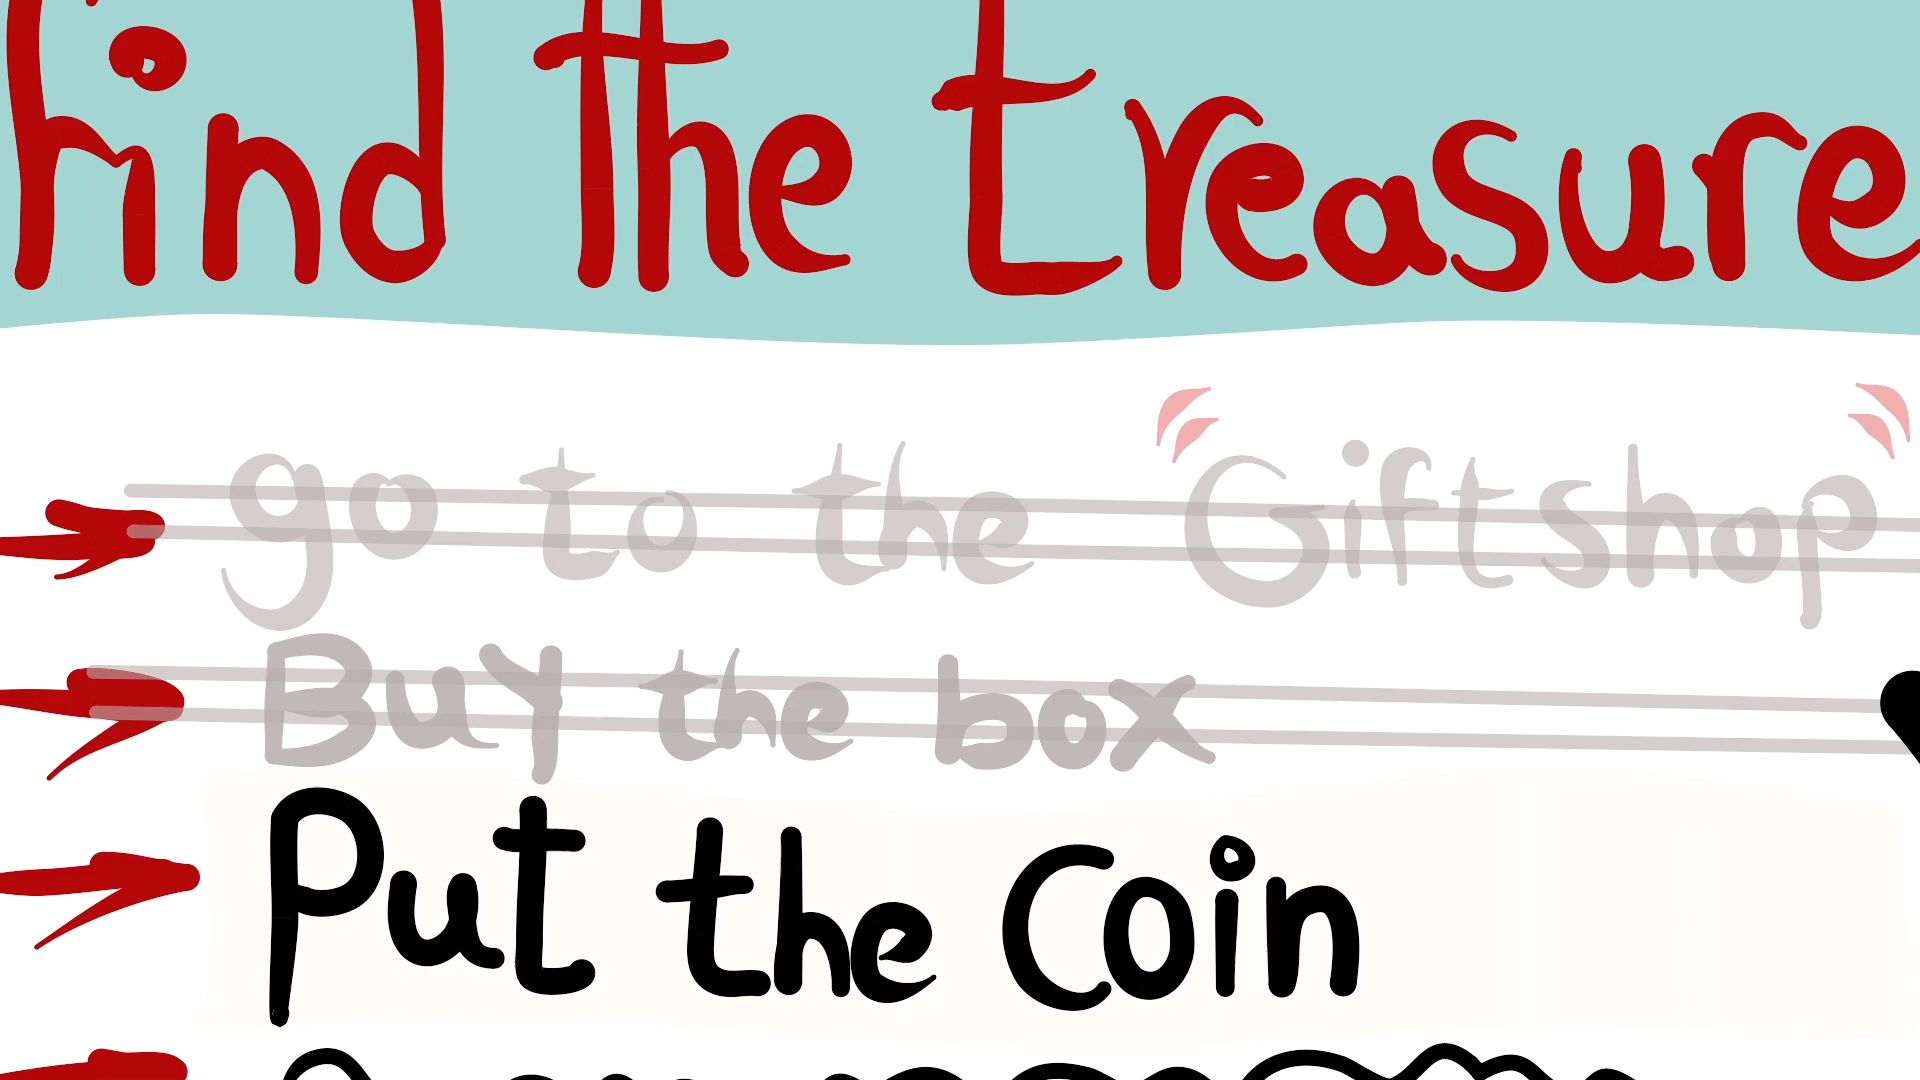 Find the treasure
go to the Giftshop
Buy the box
Put the Coin